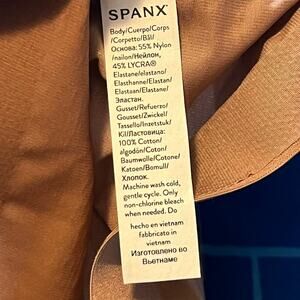 SPANX
Body/Cuerpo/Corps
/Corpetto/Bál/
Основа: 55% Nylon
/nailon/Нейлон,
45% LYCRA®
Elastane/elastano/
Elasthanne/Elastan/
Elastaan/Elastane/
Эластан.
Gusset/Refuerzo/
Gousset/Zwickel/
Tassello/Inzetstuk/
Kil/Ластовица:
100% Cotton/
algodón/Coton/
Baumwolle/Cotone/
Katoen/Bomull/
Хлопок.
Machine wash cold,
gentle cycle. Only
non-chlorine bleach
when needed. Do
hecho en vietnam
fabbricato in
vietnam
Изготовлено во
Вьетнаме